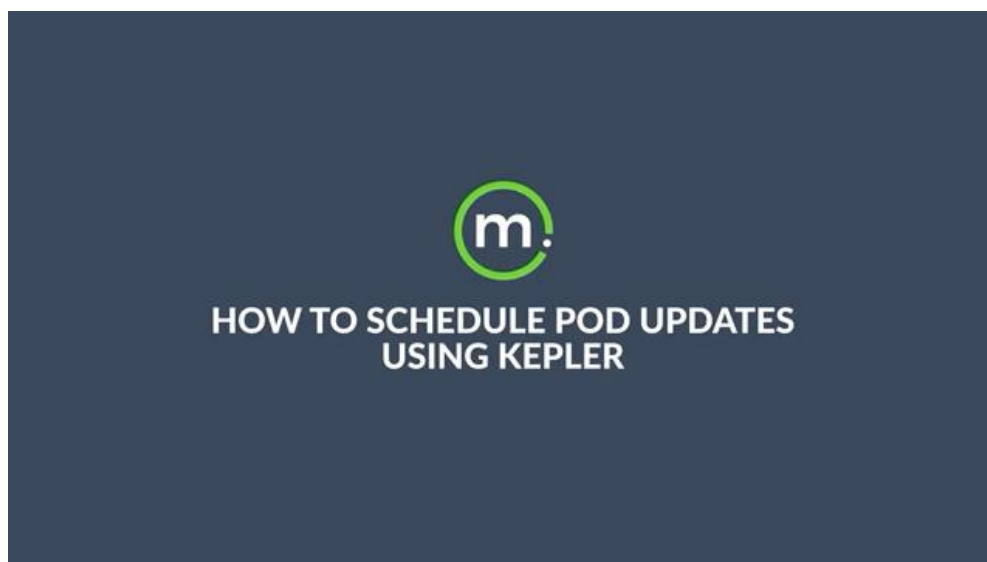 m.
HOW TO SCHEDULE POD UPDATES
USING KEPLER